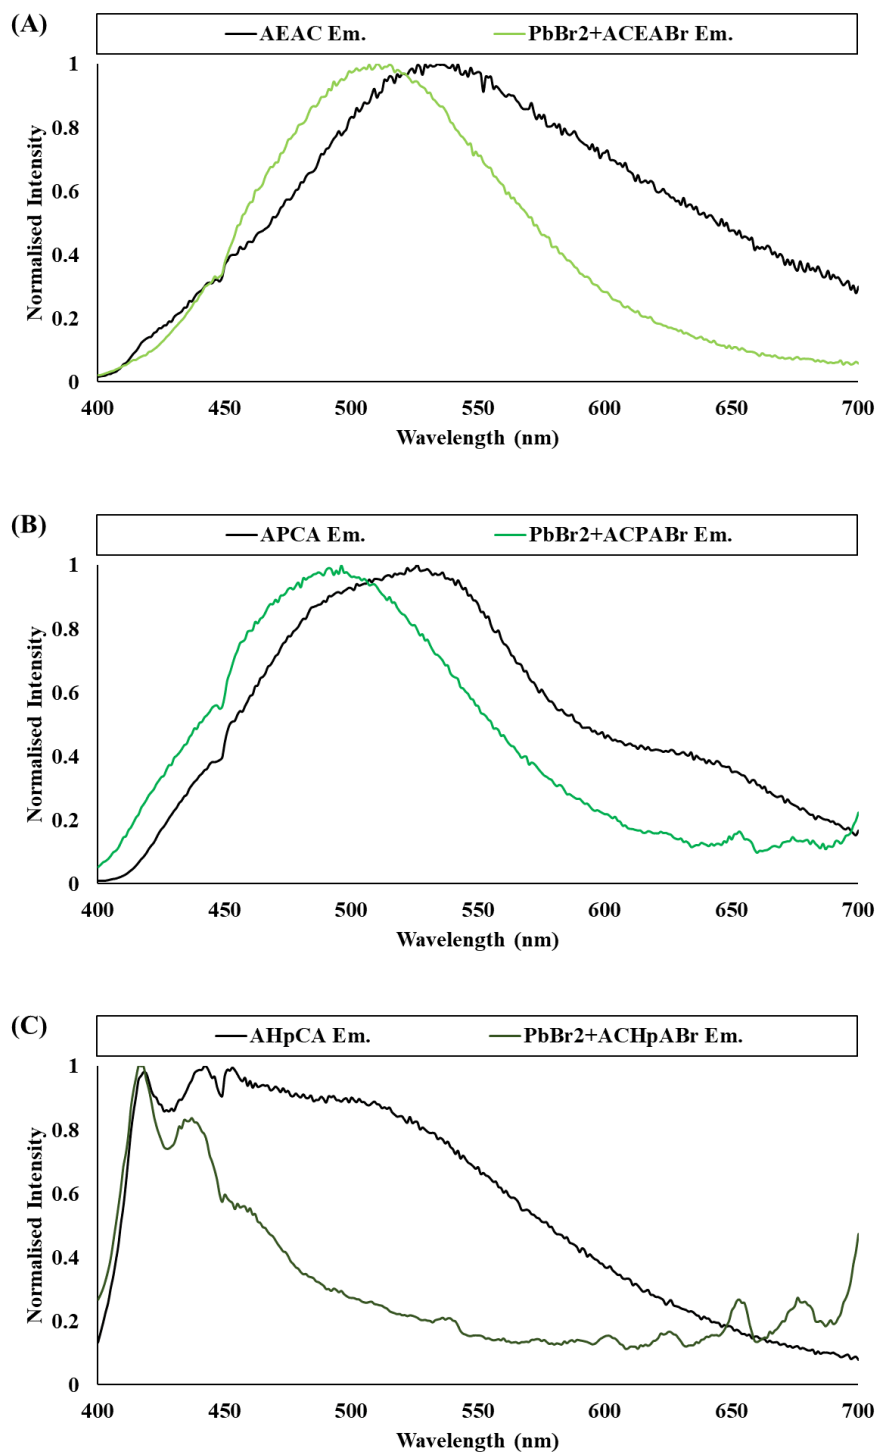 (A)
AEAC Em. PbBr2+ACEABr Em.
Normalised Intensity
1
0.8
0.6
0.4
0.2
0
400 450 500 550 600 650 700
Wavelength (nm)
(B)
APCA Em. PbBr2+ACPABr Em.
Normalised Intensity
1
0.8
0.6
0.4
0.2
0
400 450 500 550 600 650 700
Wavelength (nm)
(C)
AHpCA Em. PbBr2+ACHpABr Em.
Normalised Intensity
1
0.8
0.6
0.4
0.2
0
400 450 500 550 600 650 700
Wavelength (nm)